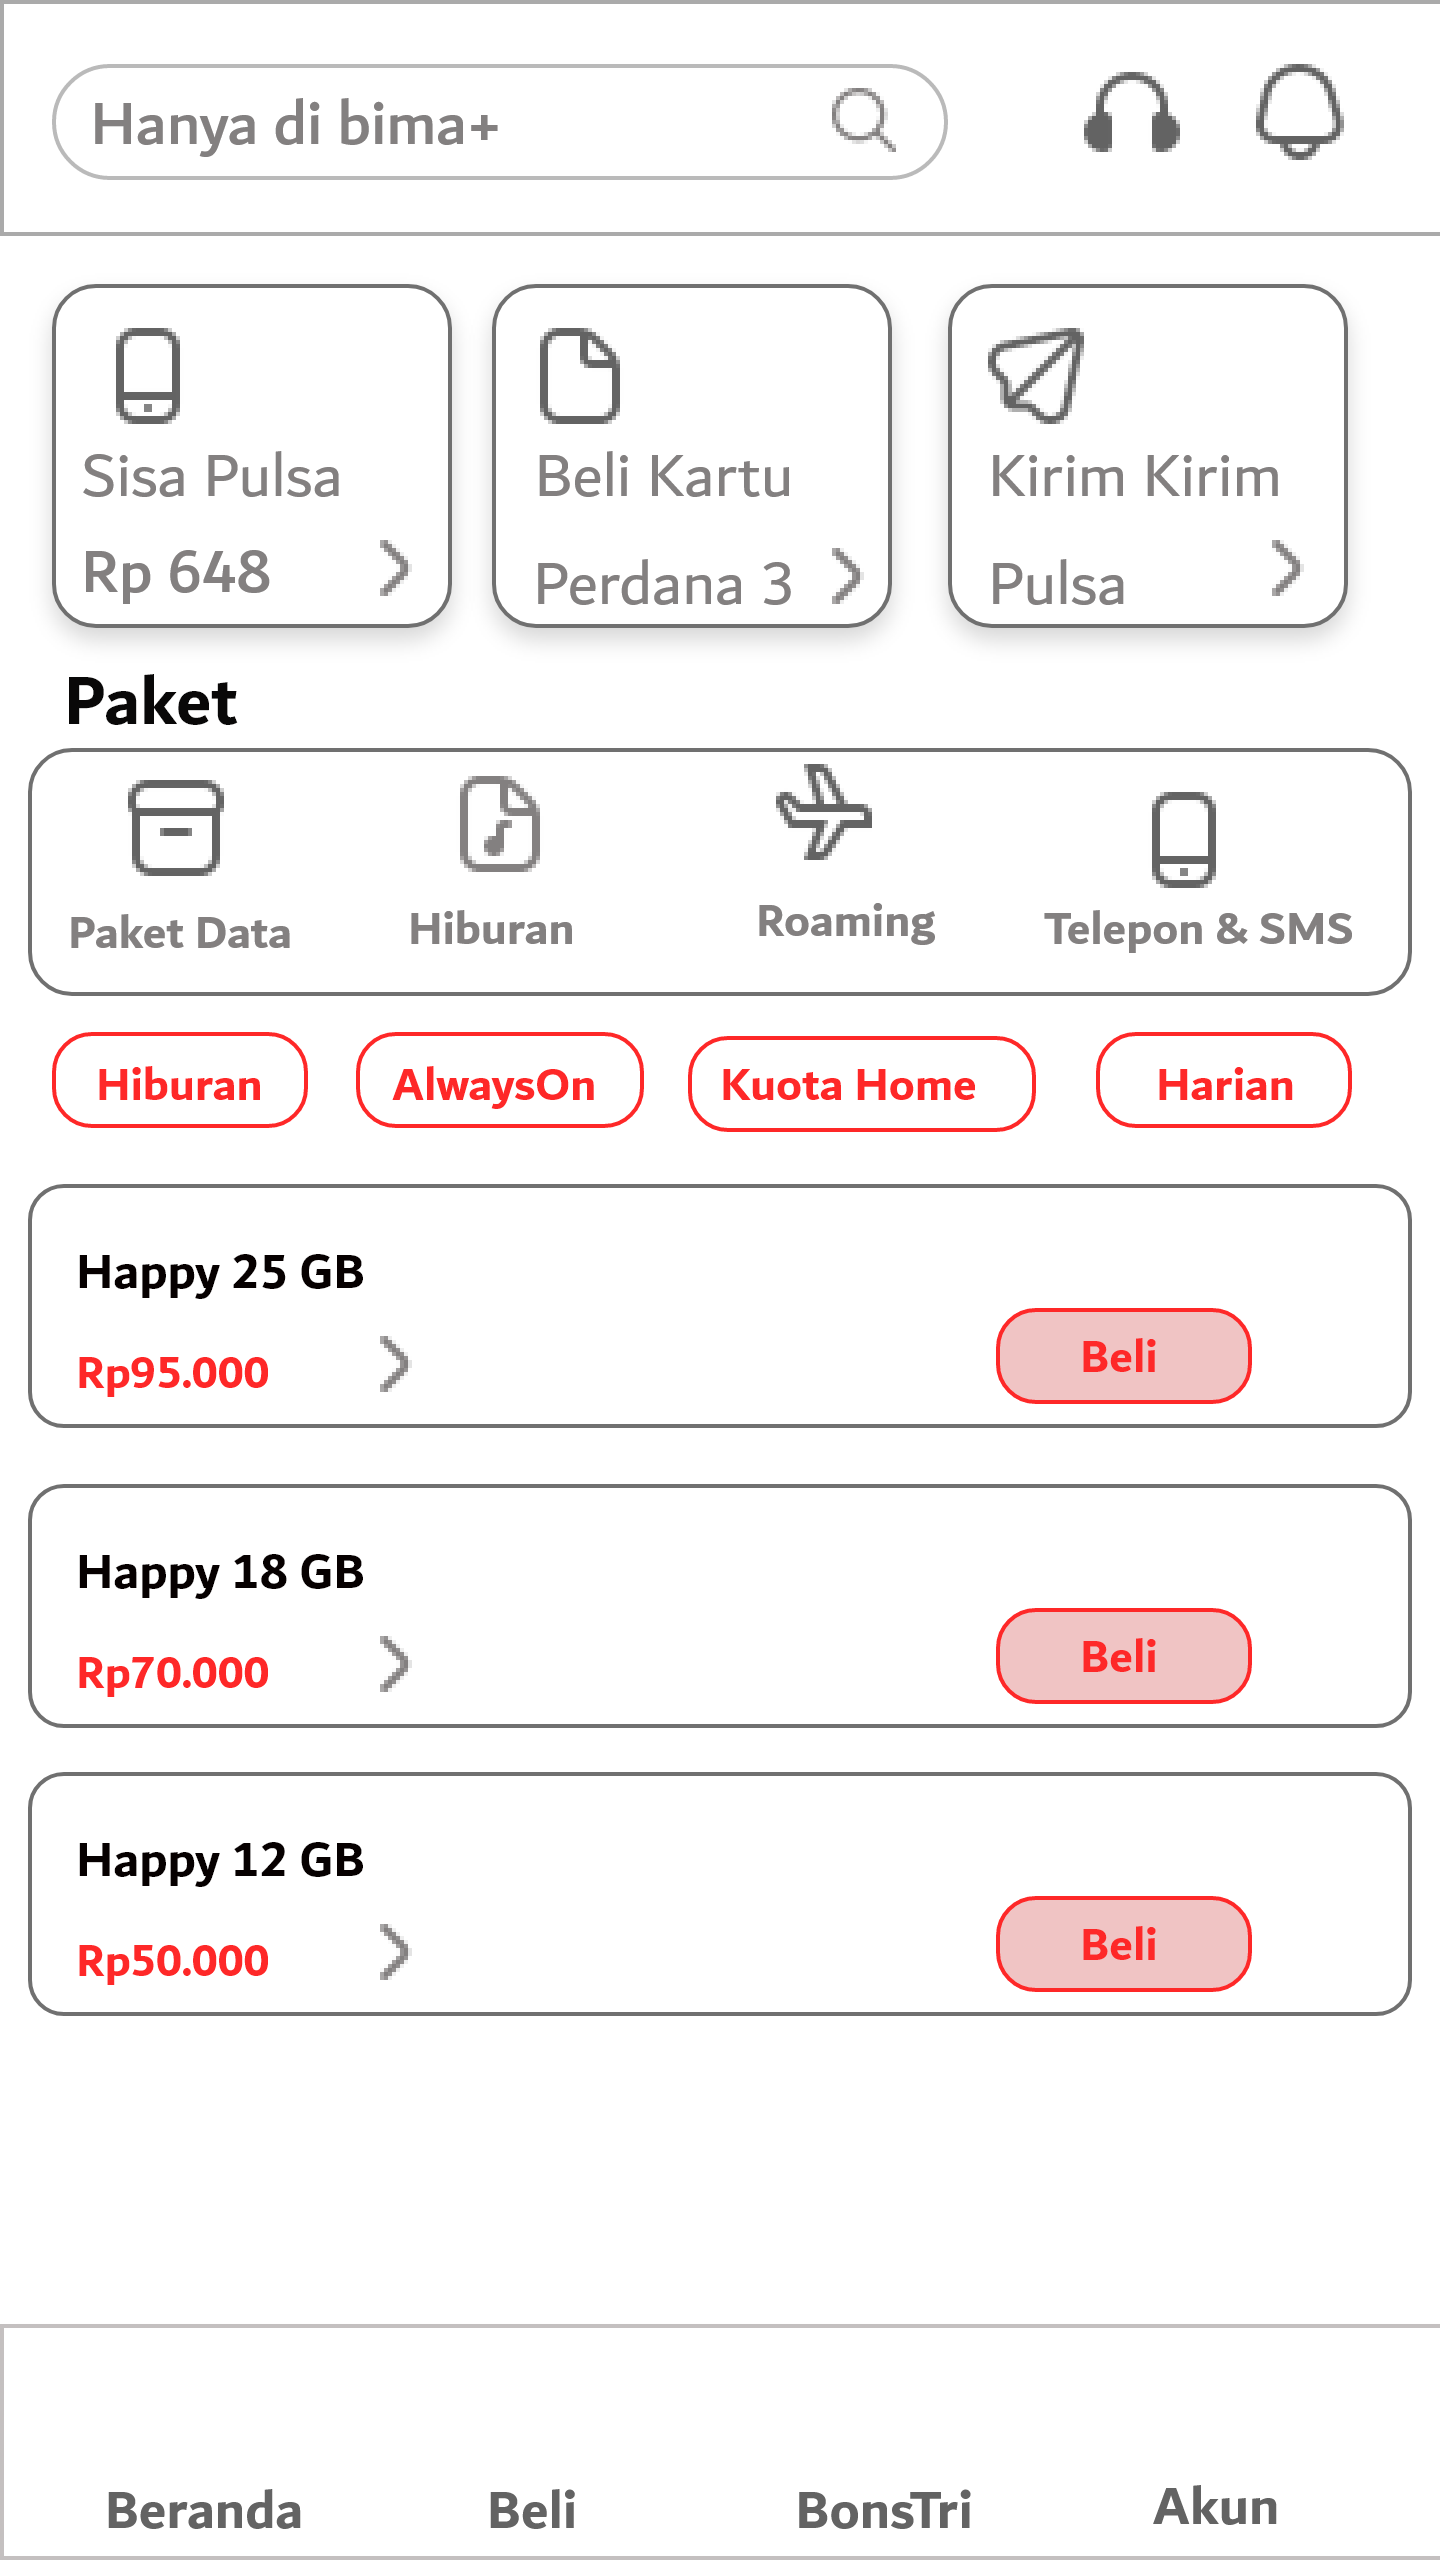 Hanya di bima+
Sisa Pulsa
Rp 648
Beli Kartu
Perdana 3
Kirim Kirim
Pulsa
Paket
Paket Data
Hiburan
Roaming
Telepon & SMS
Hiburan
AlwaysOn
Kuota Home
Harian
Happy 25 GB
Rp95.000
Beli
Happy 18 GB
Rp70.000
Beli
Happy 12 GB
Rp50.000
Beli
Beranda
Beli
BonsTri
Akun